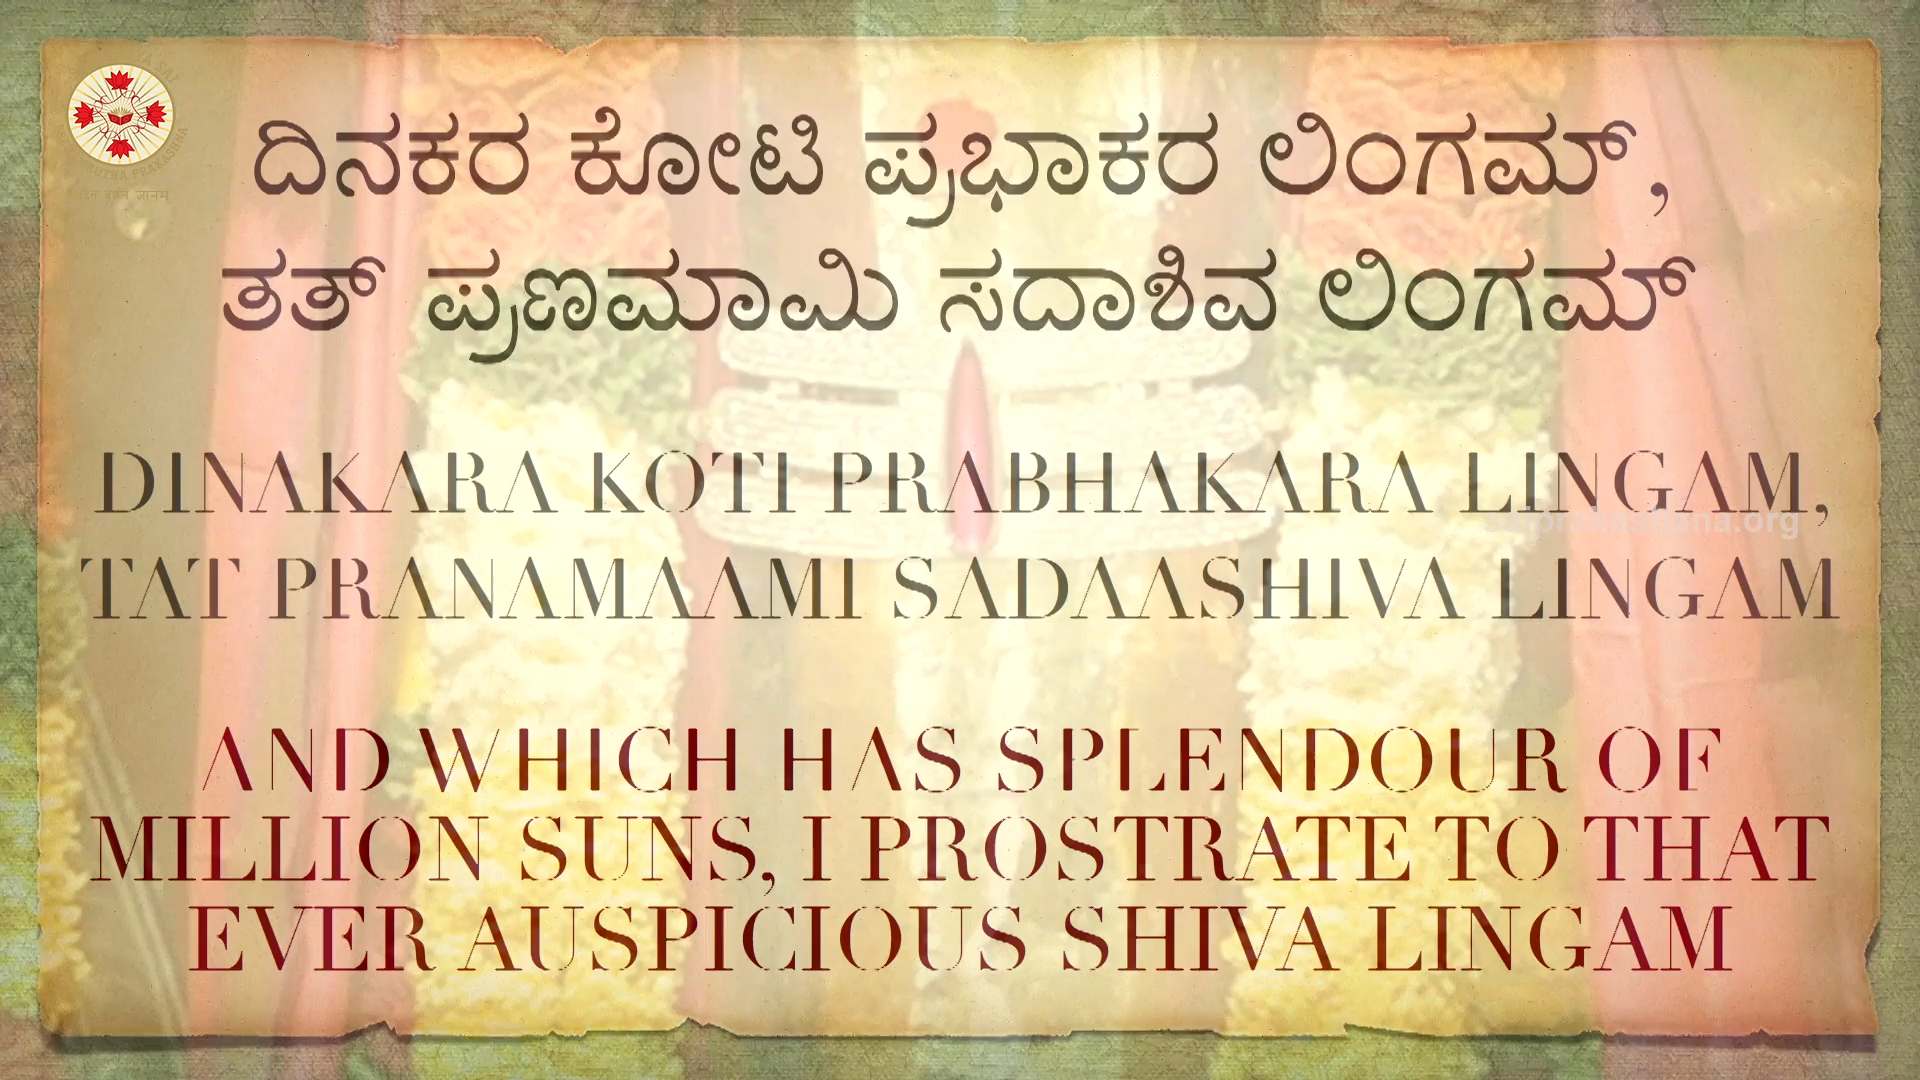 ದಿನಕರ ಕೋಟಿ ಪ್ರಭಾಕರ ಲಿಂಗಮ್,
ತತ್ ಪ್ರಣಮಾಮಿ ಸದಾಶಿವ ಲಿಂಗಮ್
DINAKARA KOTI PRABHAKARA LINGAM,
TAT PRANAMAAMI SADAASHIVA LINGAM
AND WHICH HAS SPLENDOUR OF
MILLION SUNS, I PROSTRATE TO THAT
EVER AUSPICIOUS SHIVA LINGAM